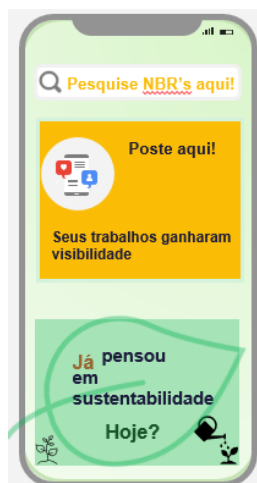 Pesquise NBR's aqui!
Poste aqui!
Seus trabalhos ganharam
visibilidade
Já pensou
em
sustentabilidade
Hoje?